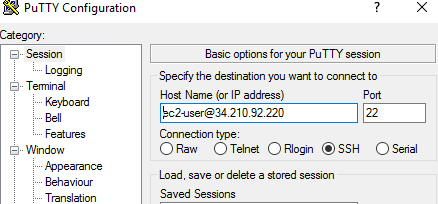 PuTTY Configuration ? ×
Category:
Session
Logging
Terminal
Keyboard
Bell
Features
Window
Appearance
Behaviour
Translation
Basic options for your PuTTY session
Specify the destination you want to connect to
Host Name (or IP address) Port
ec2-user@34.210.92.220 22
Connection type:
Raw Telnet Rlogin SSH Serial
Load, save or delete a stored session
Saved Sessions